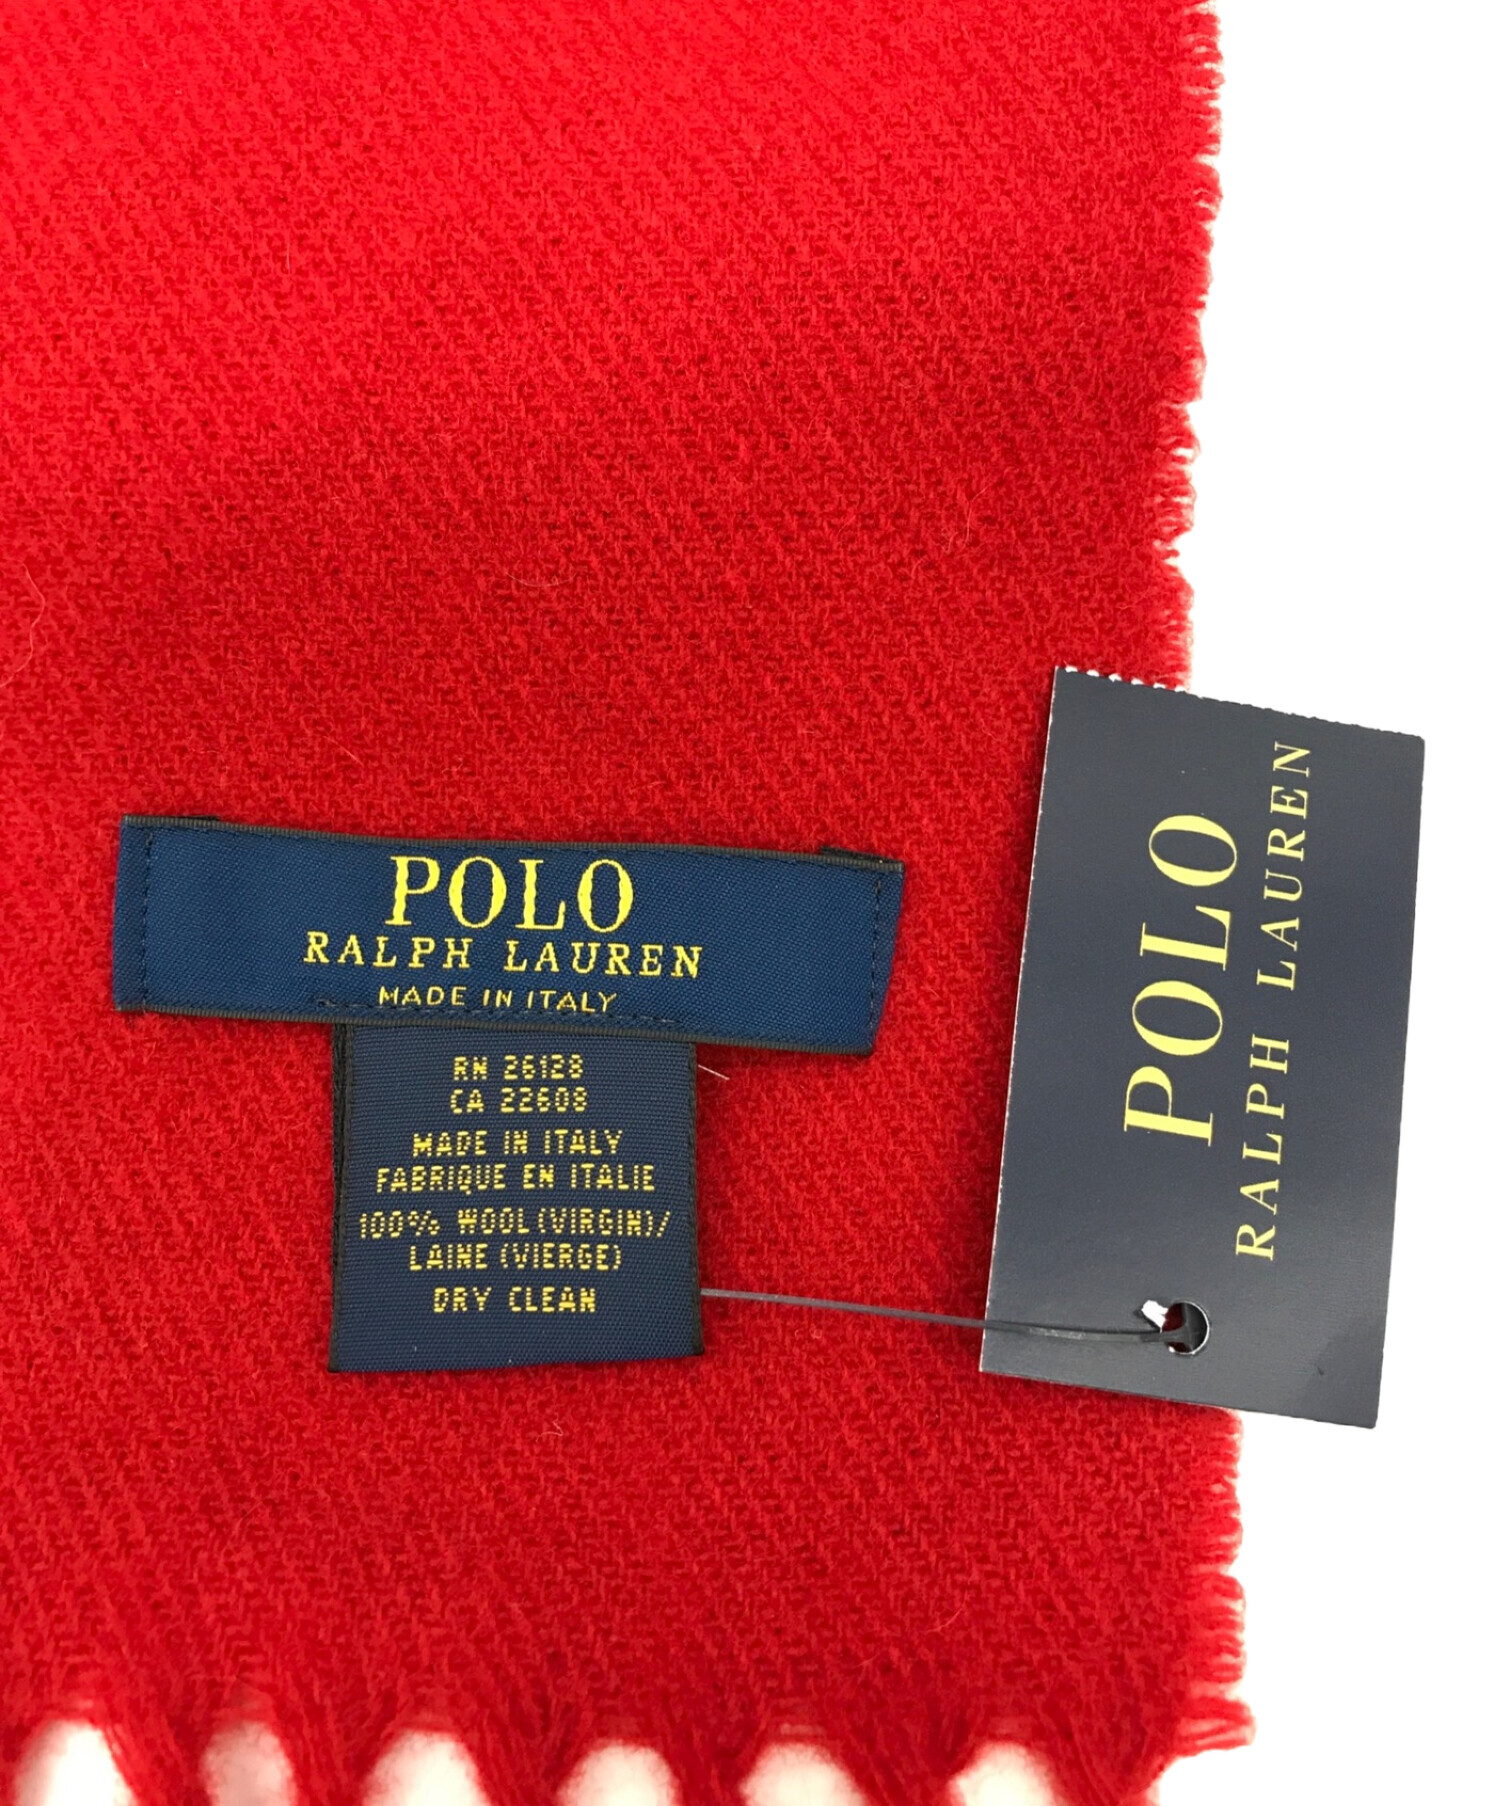 POLO
RALPH LAUREN
MADE IN ITALY
RN 26128
CA 22608
MADE IN ITALY
FABRIQUE EN ITALIE
100% WOOL (VIRGIN)/
LAINE (VIERGE)
DRY CLEAN
POLO
RALPH LAUREN